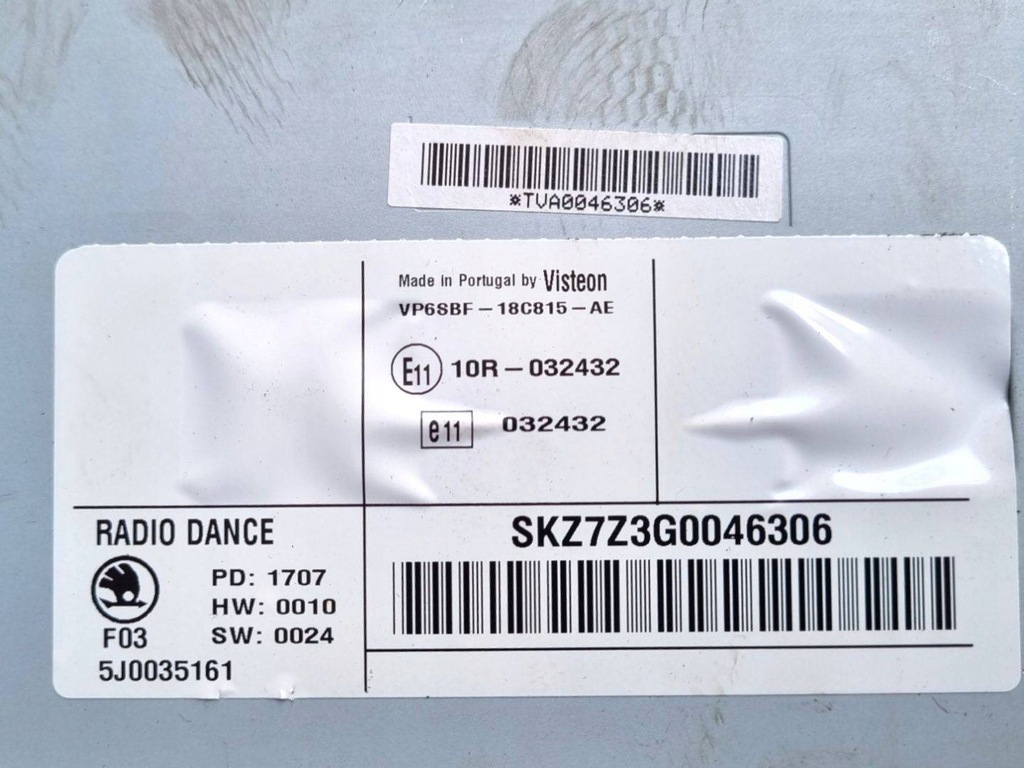 *TVA0046306*
Made in Portugal by Visteon
VP6SBF-18C815-AE
E11 10R-032432
e11 032432
RADIO DANCE
SKZ7Z3G0046306
PD: 1707
HW: 0010
F03 SW: 0024
5J0035161